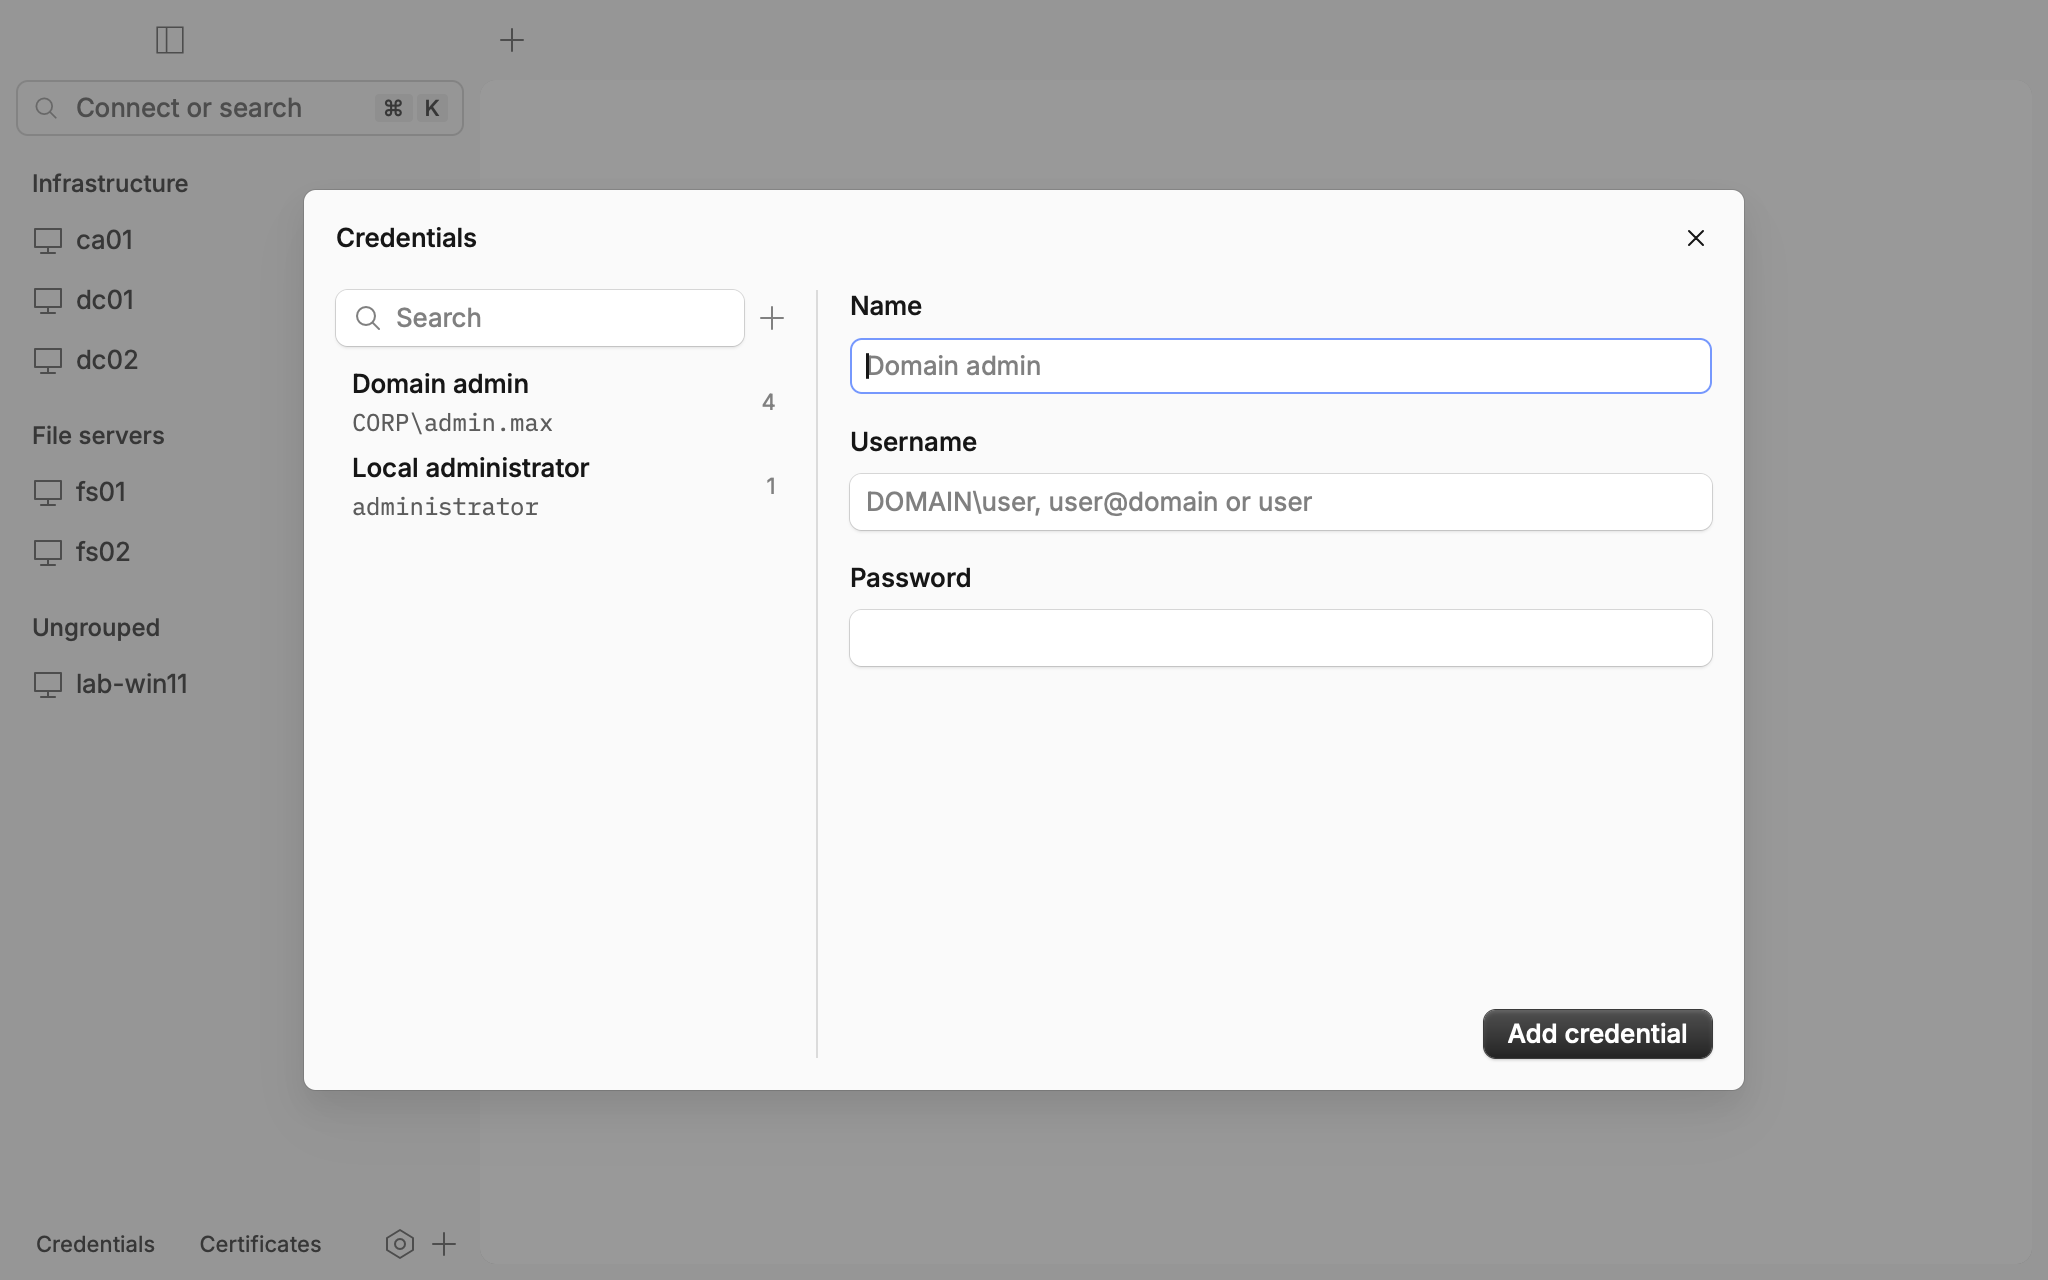 Connect or search ⌘ K
Infrastructure
ca01
dc01
dc02
File servers
fs01
fs02
Ungrouped
lab-win11
Credentials
Certificates
Credentials
Search
Domain admin
CORP\admin.max
4
Local administrator
administrator
1
Name
Domain admin
Username
DOMAIN\user, user@domain or user
Password
Add credential